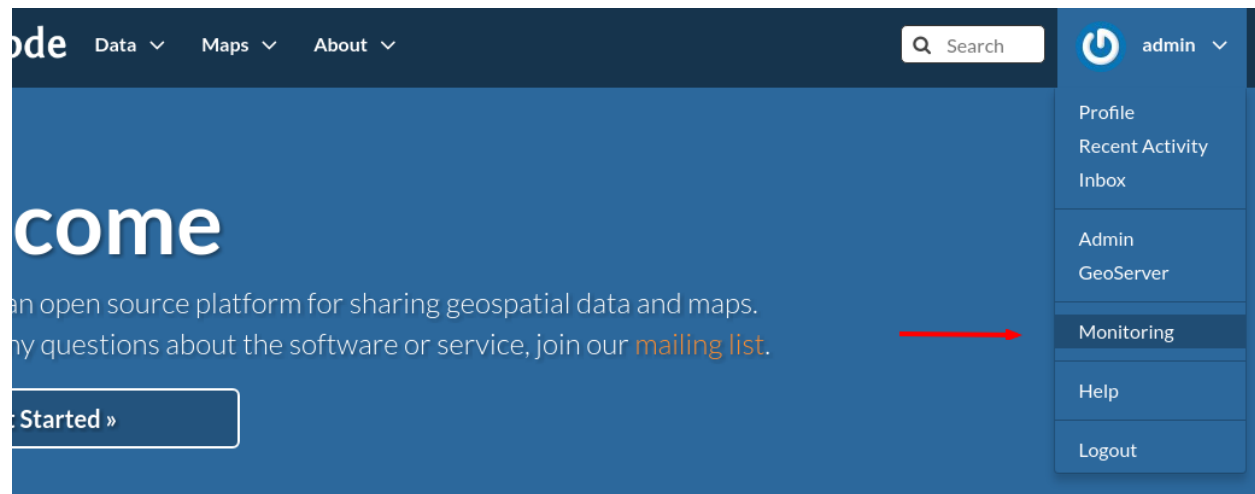 ode Data Maps About Search admin
Profile
Recent Activity
Inbox
come
Admin
GeoServer
an open source platform for sharing geospatial data and maps.
ny questions about the software or service, join our mailing list.
Monitoring
Help
t Started »
Logout